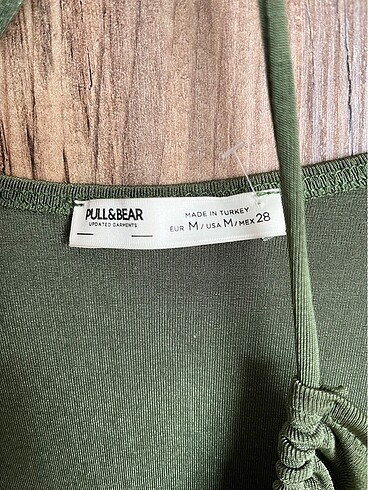 PULL&BEAR
UPDATED GARMENTS
MADE IN TURKEY
EUR M / USA M / MEX 28